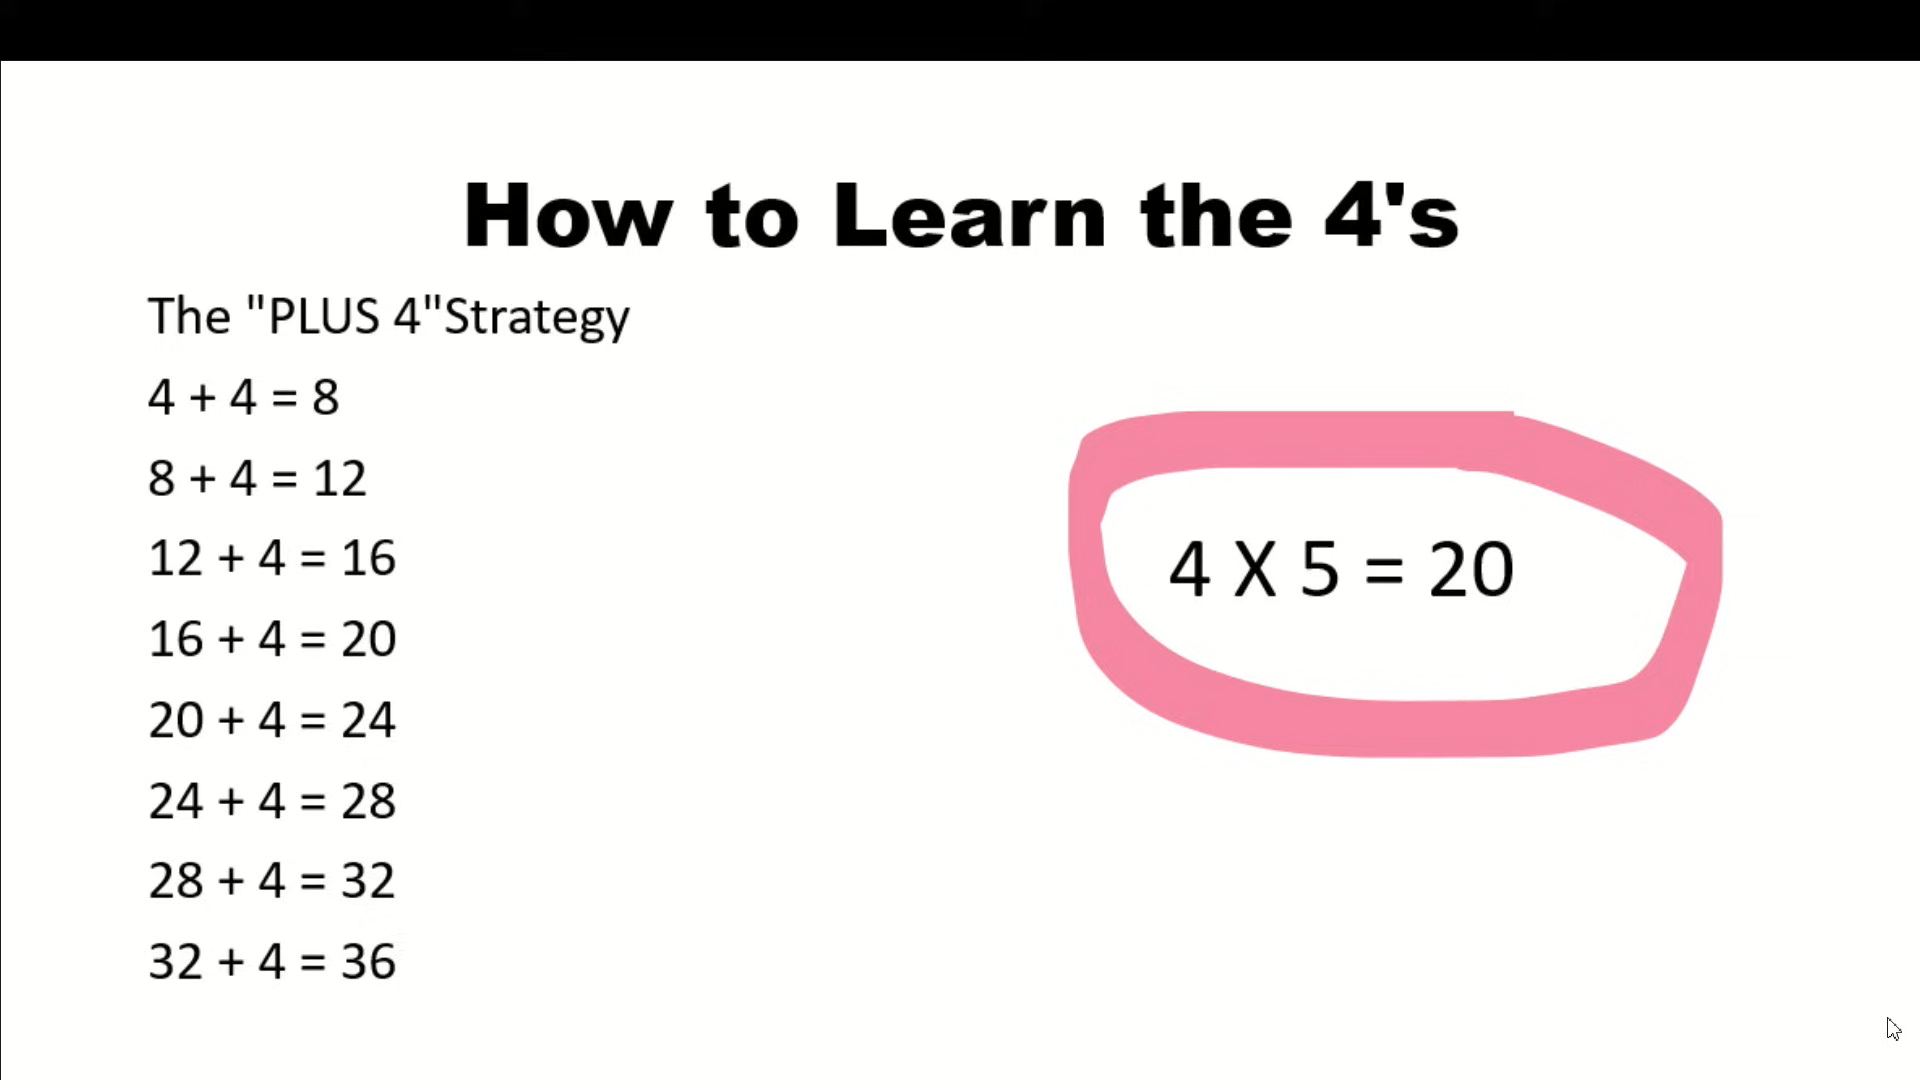 How to Learn the 4's
The "PLUS 4"Strategy
4 + 4 = 8
8 + 4 = 12
12 + 4 = 16
16 + 4 = 20
20 + 4 = 24
24 + 4 = 28
28 + 4 = 32
32 + 4 = 36
4 X 5 = 20